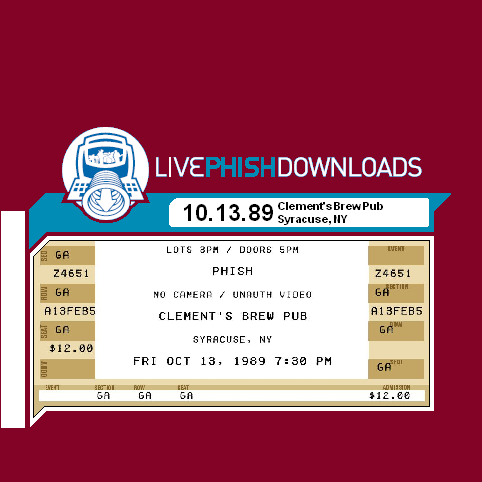 LIVEPHISHDOWNLOADS
10.13.89 Clement's Brew Pub
Syracuse, NY
LOTS 3PM / DOORS 5PM
PHISH
NO CAMERA / UNAUTH VIDEO
CLEMENT'S BREW PUB
SYRACUSE, NY
FRI OCT 13, 1989 7:30 PM
SEC GA
Z4651
ROW GA
A13FEB5
SEAT GA
$12.00
EVENT
Z4651
SECTION
GA
A13FEB5
ROW
GA
SEAT
GA
EVENT SECTION ROW SEAT ADMISSION
GA GA GA $12.00